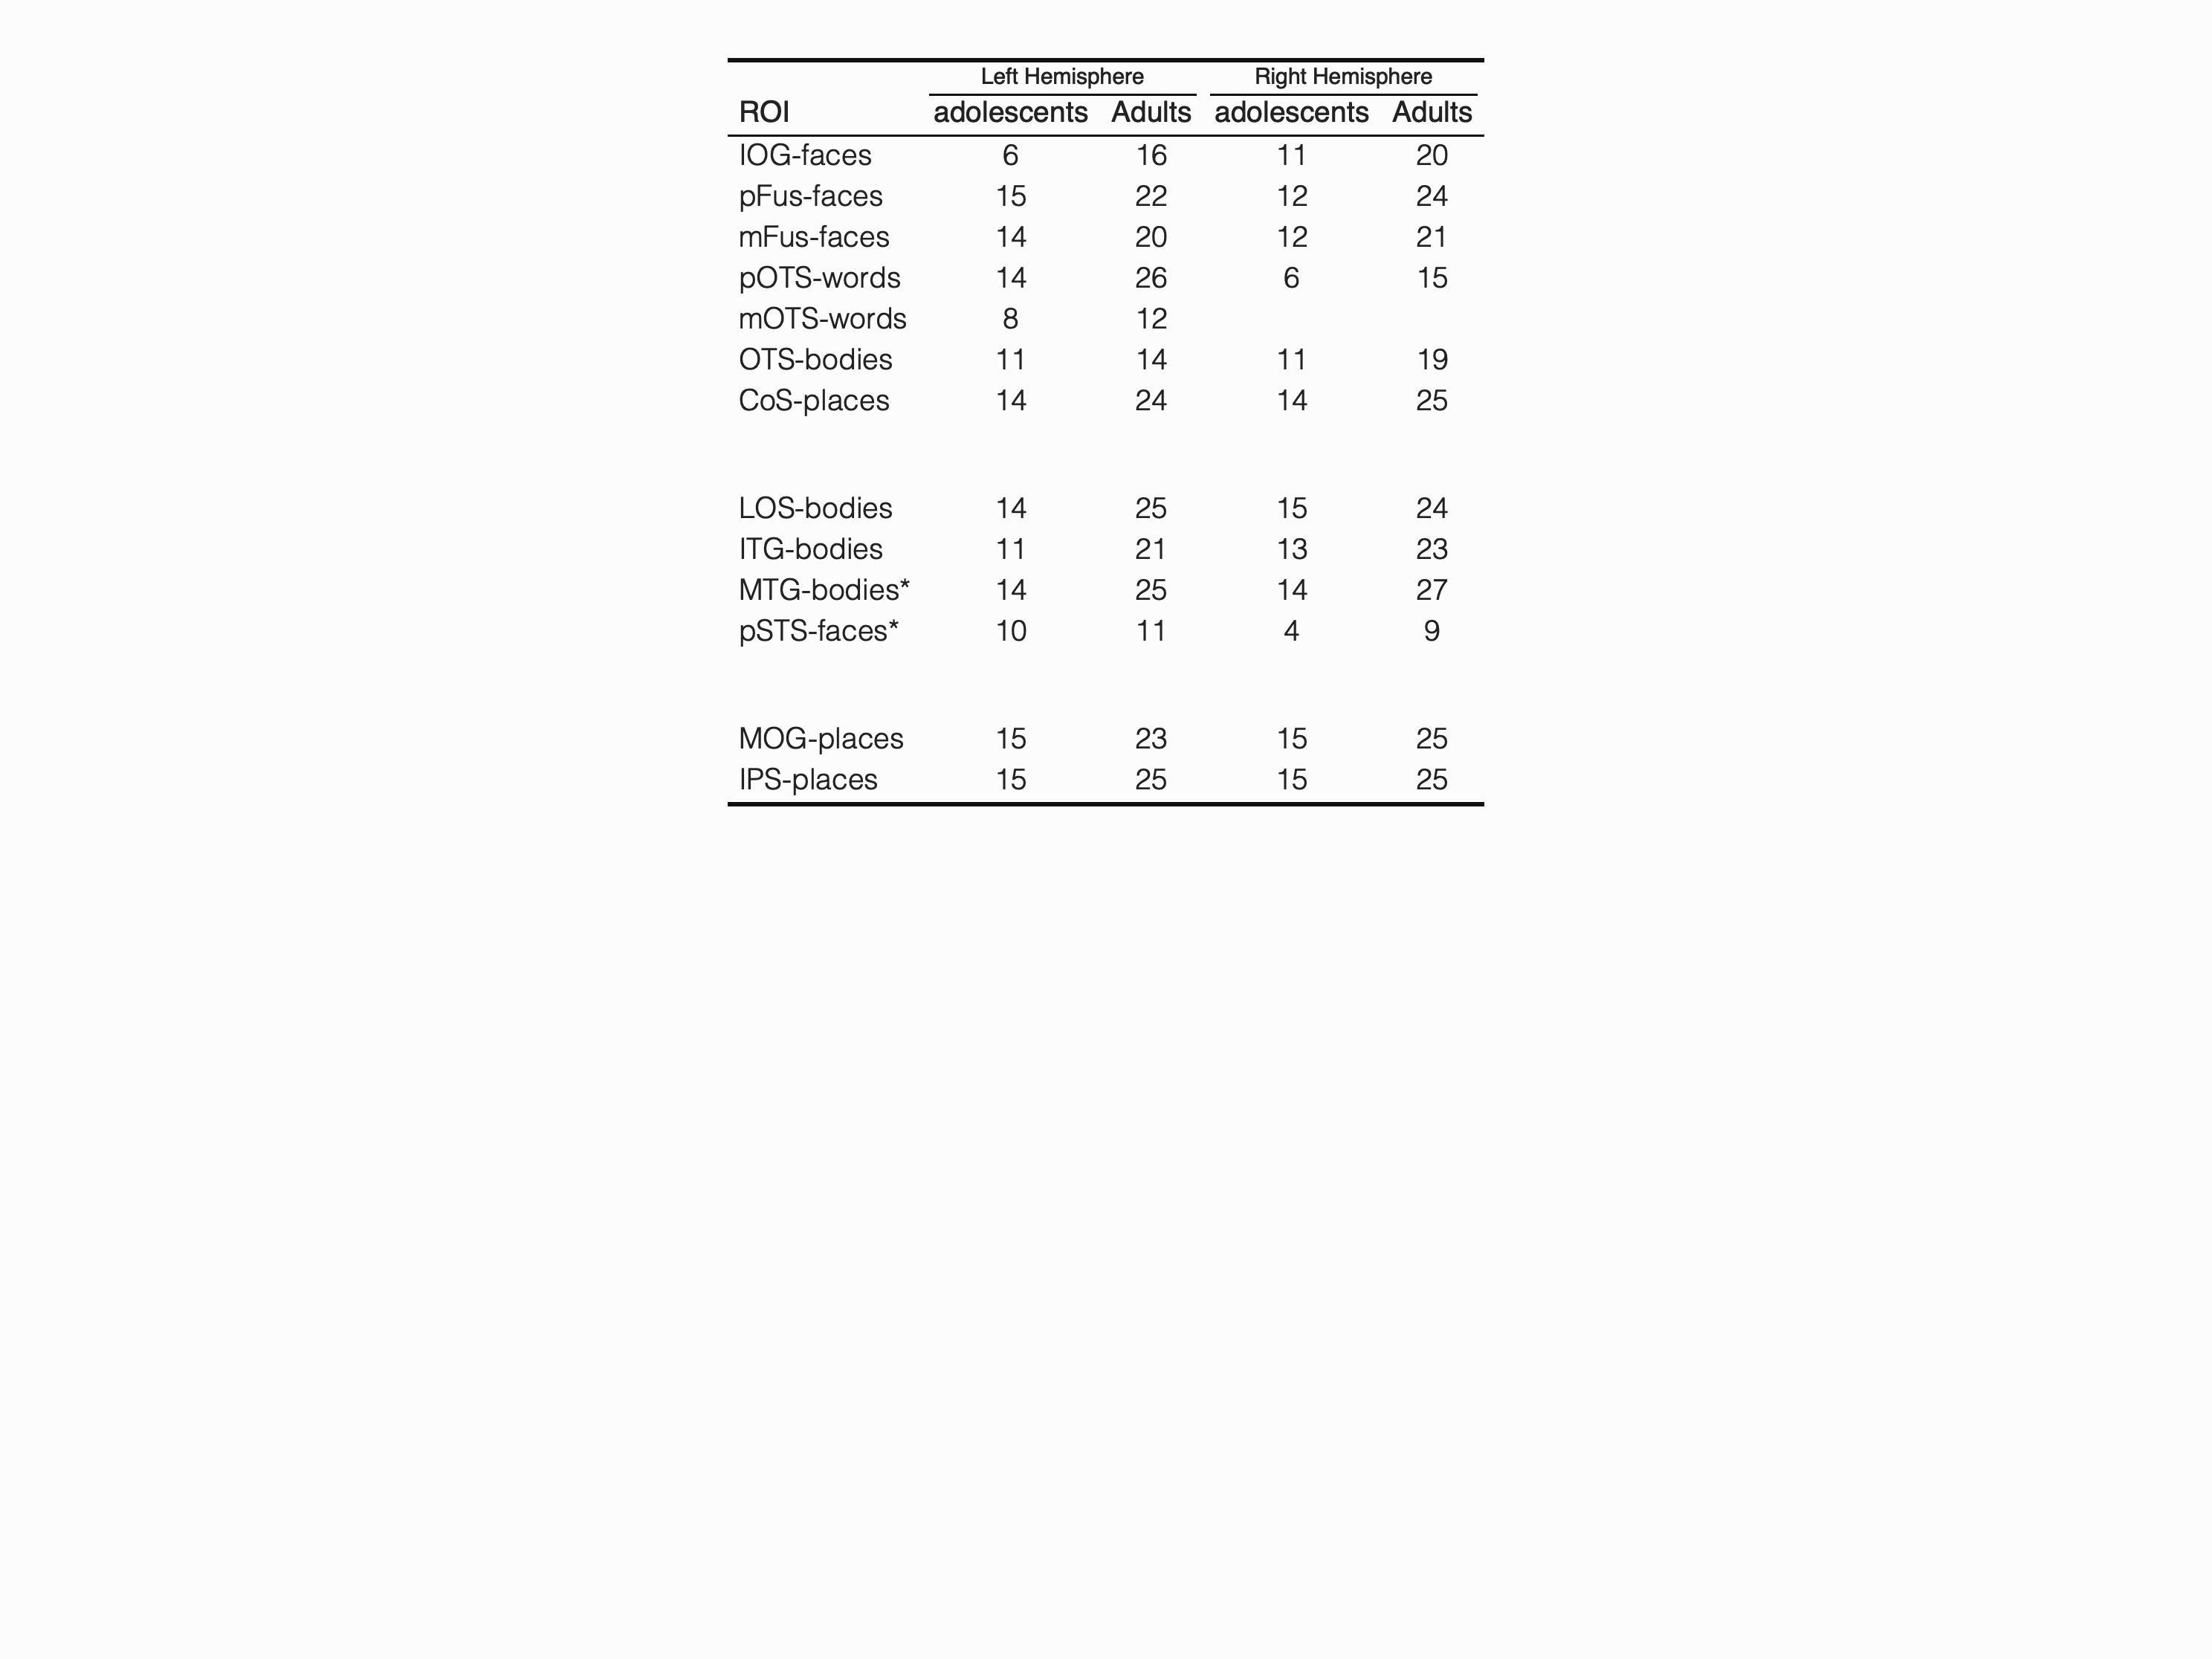 Left Hemisphere Right Hemisphere
ROI adolescents Adults adolescents Adults
IOG-faces 6 16 11 20
pFus-faces 15 22 12 24
mFus-faces 14 20 12 21
pOTS-words 14 26 6 15
mOTS-words 8 12
OTS-bodies 11 14 11 19
CoS-places 14 24 14 25
LOS-bodies 14 25 15 24
ITG-bodies 11 21 13 23
MTG-bodies* 14 25 14 27
pSTS-faces* 10 11 4 9
MOG-places 15 23 15 25
IPS-places 15 25 15 25